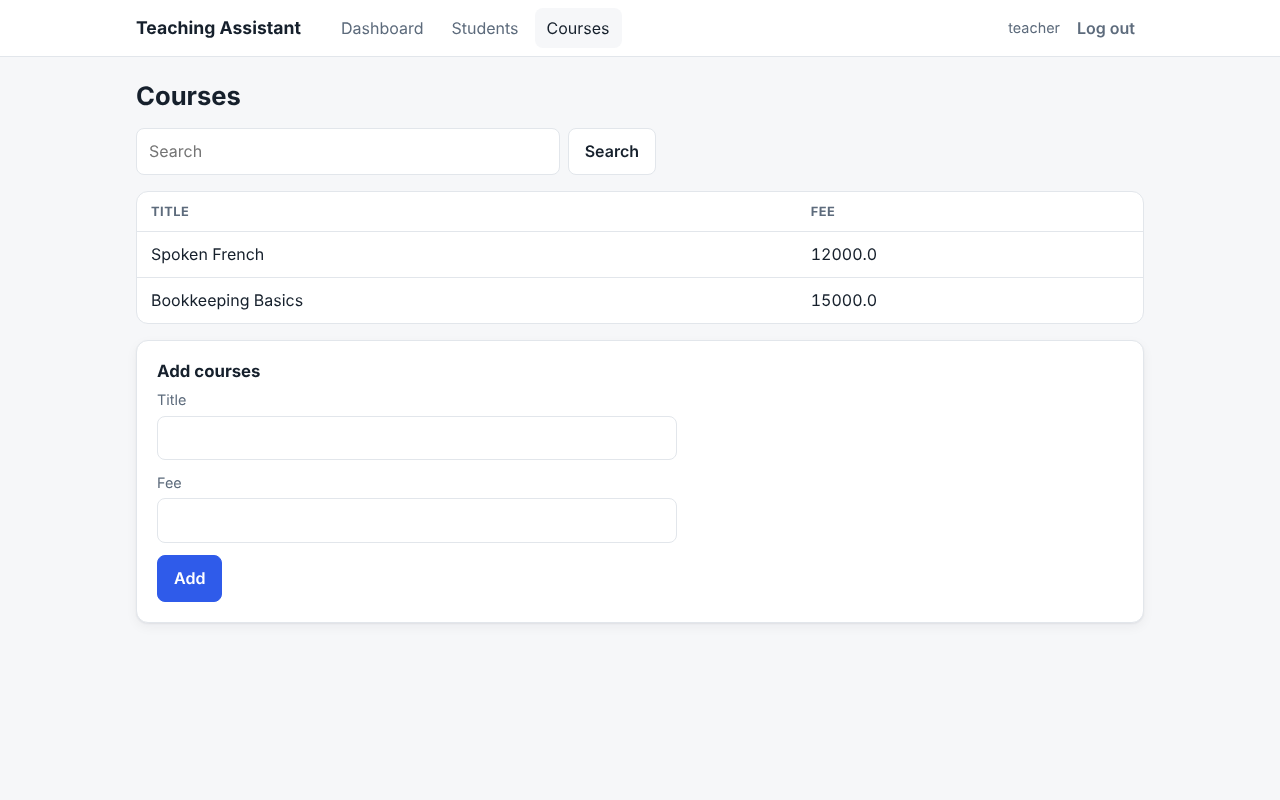 Teaching Assistant Dashboard Students Courses teacher Log out
Courses
Search Search
TITLE FEE
Spoken French 12000.0
Bookkeeping Basics 15000.0
Add courses
Title
Fee
Add